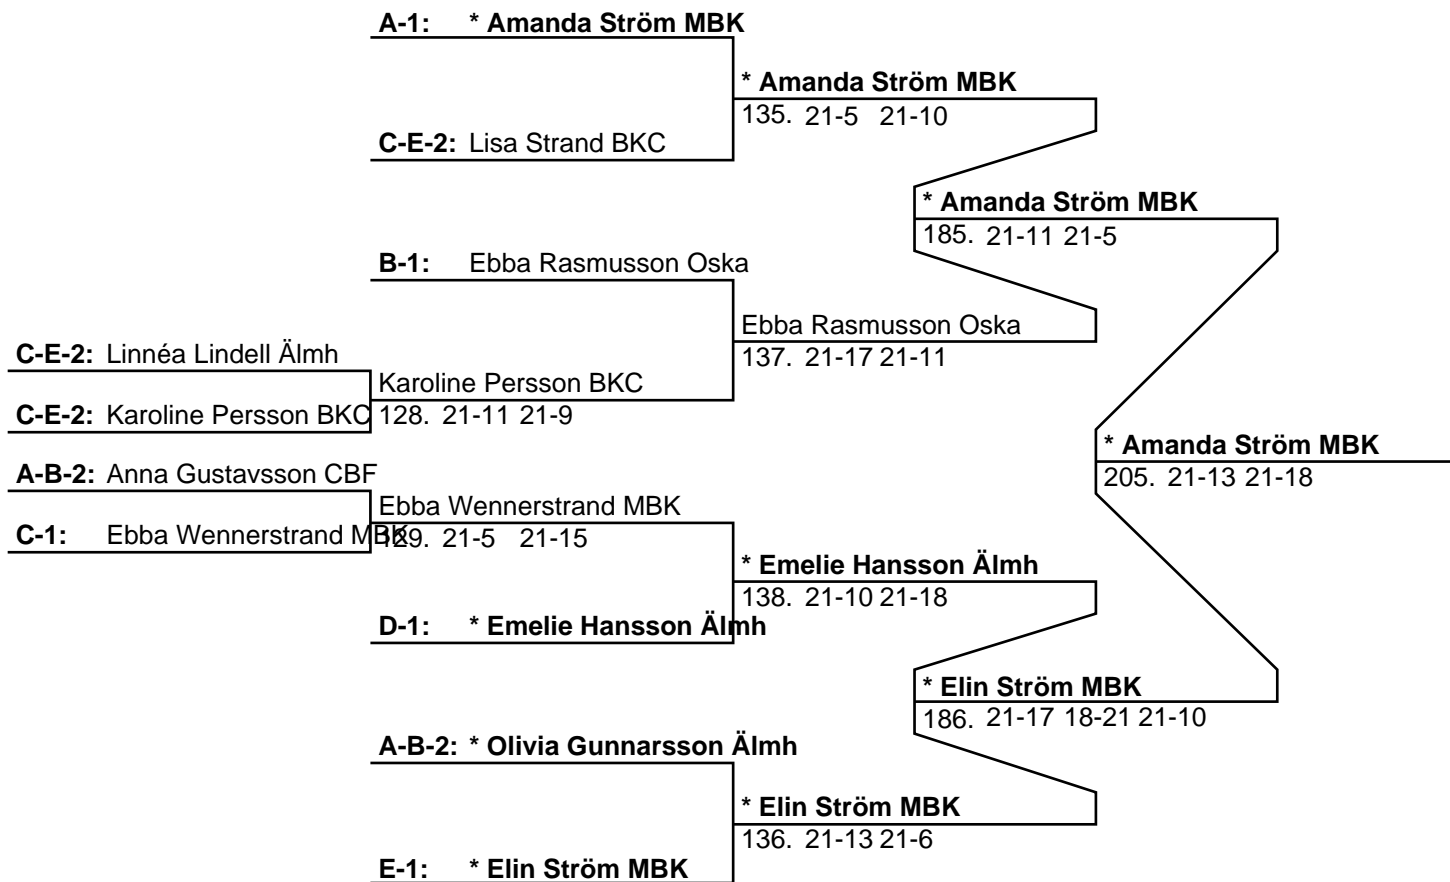 A-1: * Amanda Ström MBK
* Amanda Ström MBK
135. 21-5 21-10
C-E-2: Lisa Strand BKC
* Amanda Ström MBK
185. 21-11 21-5
B-1: Ebba Rasmusson Oska
Ebba Rasmusson Oska
137. 21-17 21-11
C-E-2: Linnéa Lindell Älmh
Karoline Persson BKC
C-E-2: Karoline Persson BKC
128. 21-11 21-9
* Amanda Ström MBK
205. 21-13 21-18
A-B-2: Anna Gustavsson CBF
Ebba Wennerstrand MBK
C-1: Ebba Wennerstrand MBK
129. 21-5 21-15
* Emelie Hansson Älmh
138. 21-10 21-18
D-1: * Emelie Hansson Älmh
* Elin Ström MBK
186. 21-17 18-21 21-10
A-B-2: * Olivia Gunnarsson Älmh
* Elin Ström MBK
136. 21-13 21-6
E-1: * Elin Ström MBK